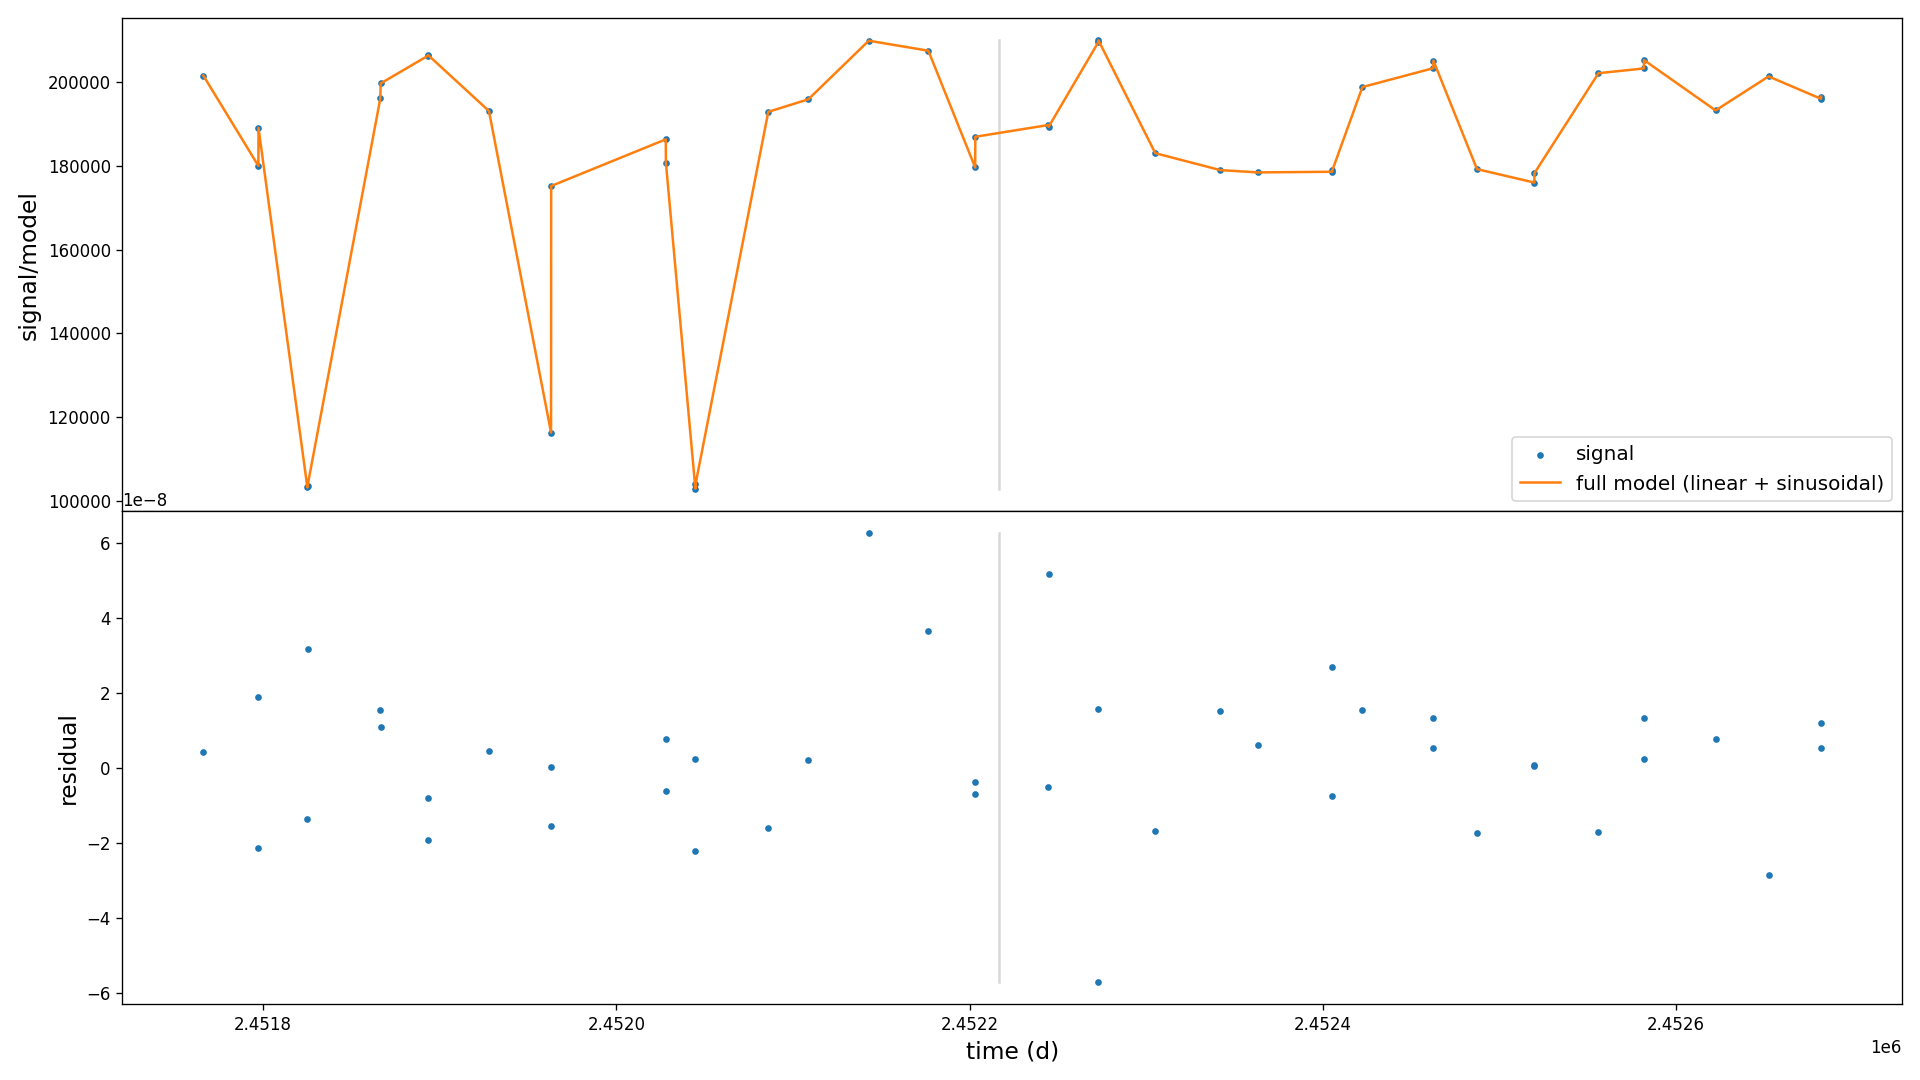 200000
180000
160000
140000
120000
100000
signal/model
signal
full model (linear + sinusoidal)
1e−8
6
4
2
0
−2
−4
−6
residual
2.4518
2.4520
2.4522
2.4524
2.4526
time (d)
1e6